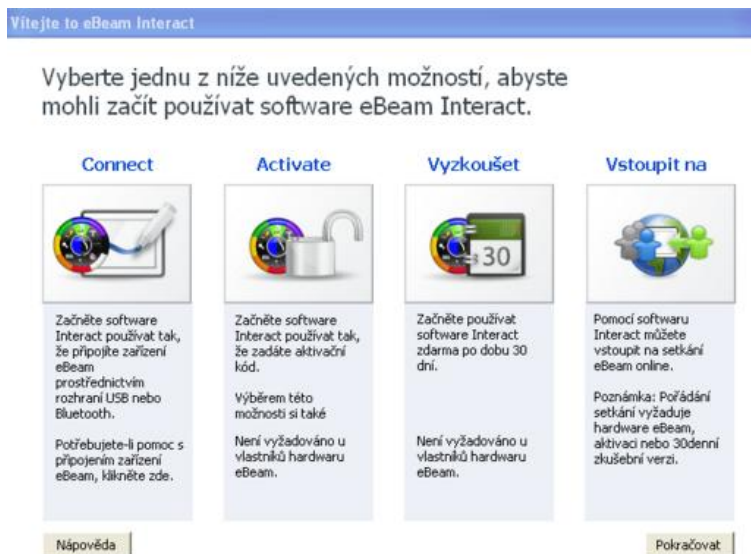 Vítejte to eBeam Interact
Vyberte jednu z níže uvedených možností, abyste
mohli začít používat software eBeam Interact.
Connect
Začněte software
Interact používat tak,
že připojíte zařízení
eBeam
prostřednictvím
rozhraní USB nebo
Bluetooth.
Potřebujete-li pomoc s
připojením zařízení
eBeam, klikněte zde.
Activate
Začněte software
Interact používat tak,
že zadáte aktivační
kód.
Výběrem této
možnosti si také
Není vyžadováno u
vlastníků hardwaru
eBeam.
Vyzkoušet
30
Začněte používat
software Interact
zdarma po dobu 30
dní.
Není vyžadováno u
vlastníků hardwaru
eBeam.
Vstoupit na
Pomocí softwaru
Interact můžete
vstoupit na setkání
eBeam online.
Poznámka: Pořádání
setkání vyžaduje
hardware eBeam,
aktivaci nebo 30denní
zkušební verzi.
Nápověda
Pokračovat